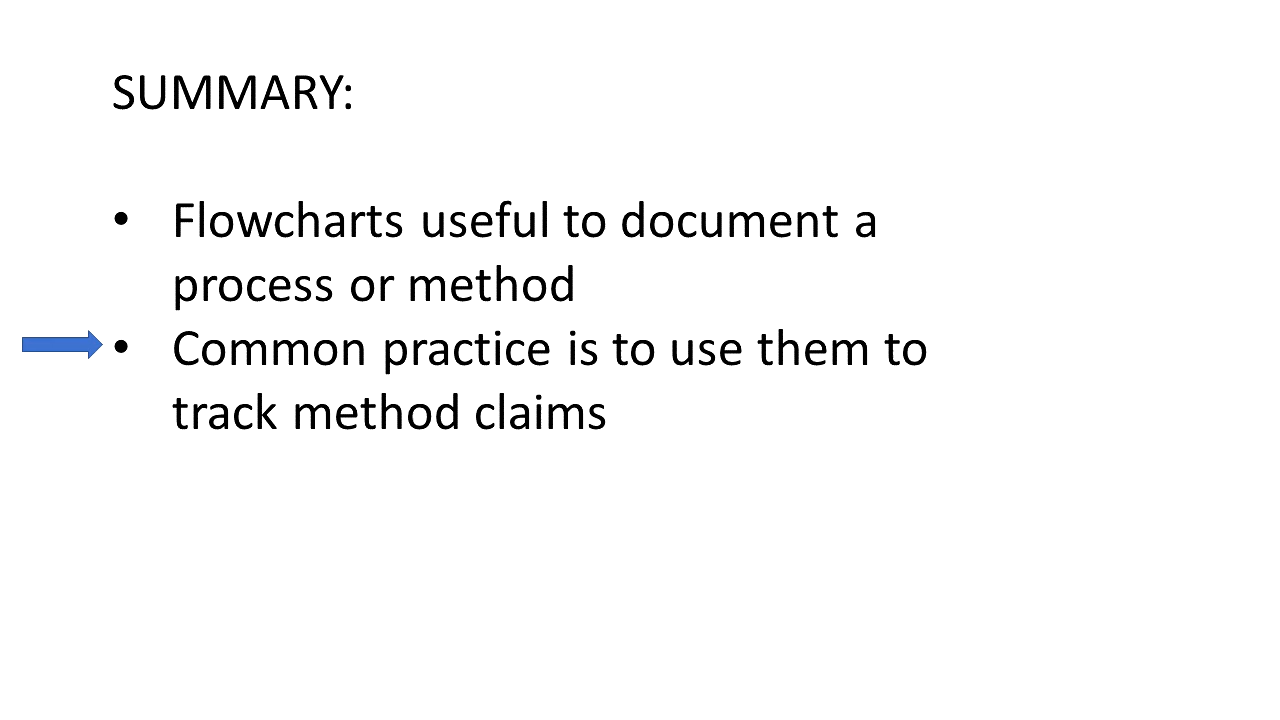 SUMMARY:
• Flowcharts useful to document a
process or method
• Common practice is to use them to
track method claims